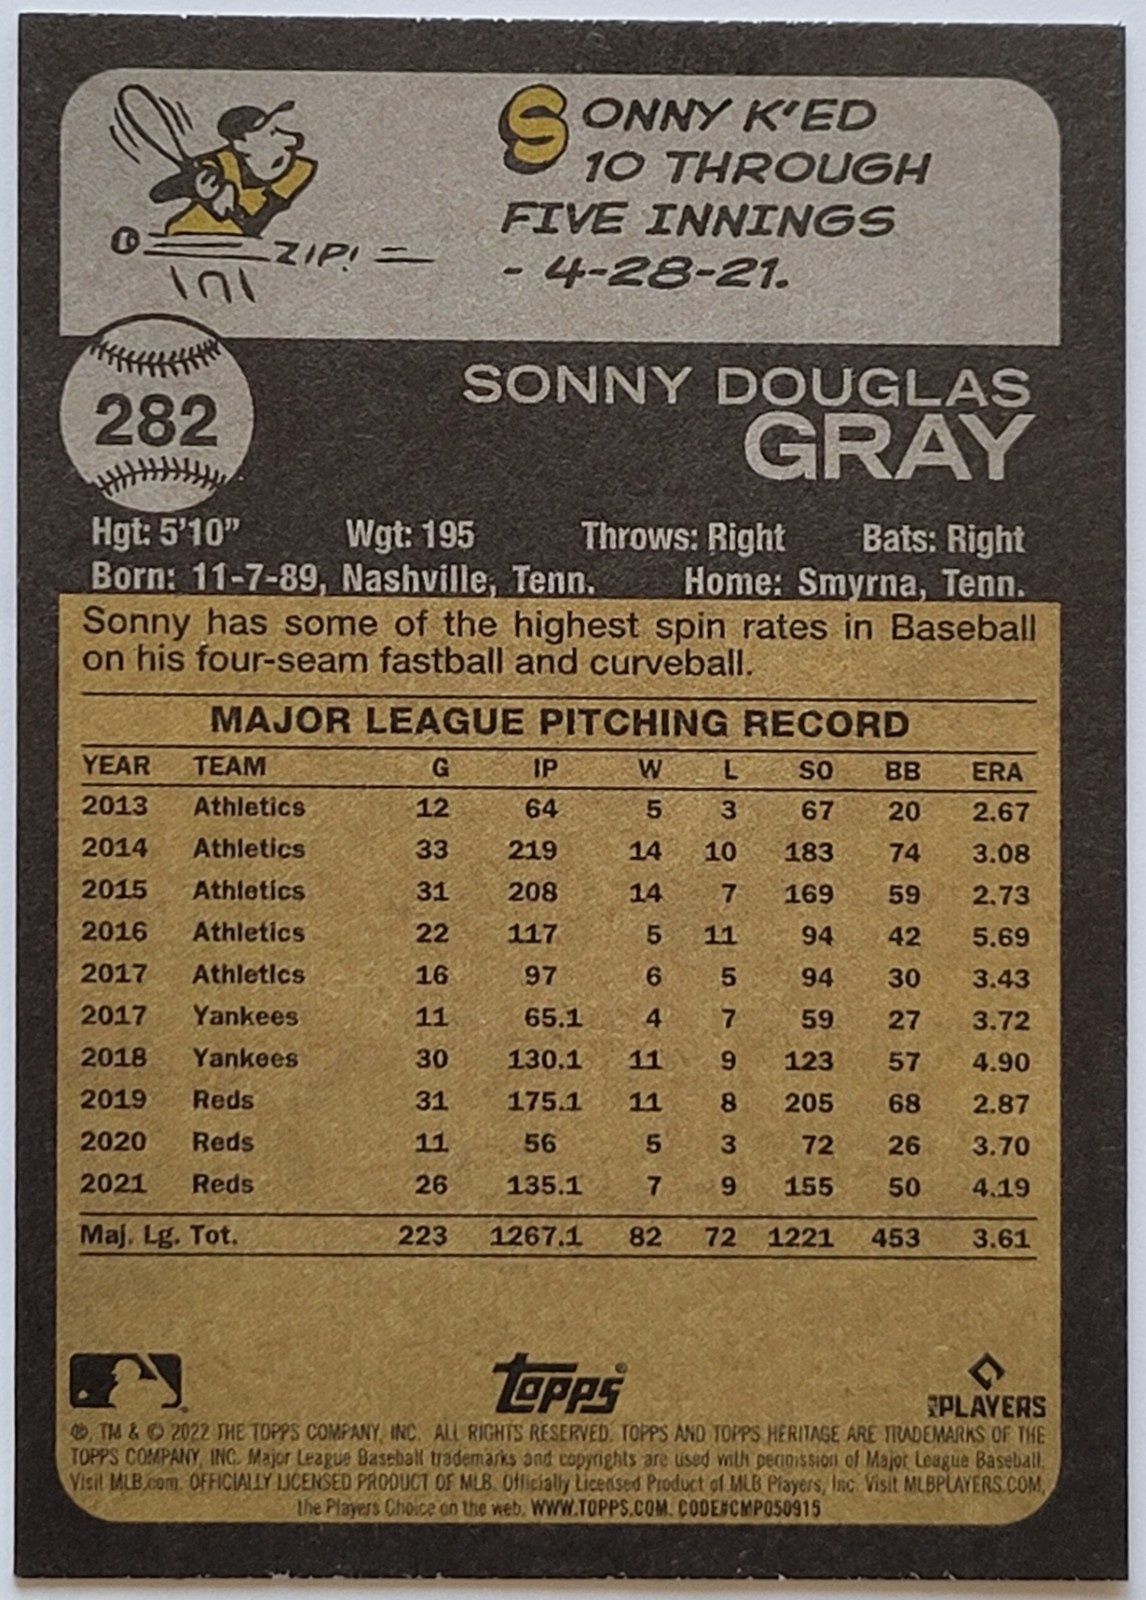 SONNY K'ED
10 THROUGH
FIVE INNINGS
- 4-28-21.
ZIP!
282
SONNY DOUGLAS
GRAY
Hgt: 5'10" Wgt: 195 Throws: Right Bats: Right
Born: 11-7-89, Nashville, Tenn. Home: Smyrna, Tenn.
Sonny has some of the highest spin rates in Baseball
on his four-seam fastball and curveball.
MAJOR LEAGUE PITCHING RECORD
YEAR TEAM G IP W L SO BB ERA
2013 Athletics 12 64 5 3 67 20 2.67
2014 Athletics 33 219 14 10 183 74 3.08
2015 Athletics 31 208 14 7 169 59 2.73
2016 Athletics 22 117 5 11 94 42 5.69
2017 Athletics 16 97 6 5 94 30 3.43
2017 Yankees 11 65.1 4 7 59 27 3.72
2018 Yankees 30 130.1 11 9 123 57 4.90
2019 Reds 31 175.1 11 8 205 68 2.87
2020 Reds 11 56 5 3 72 26 3.70
2021 Reds 26 135.1 7 9 155 50 4.19
Maj. Lg. Tot. 223 1267.1 82 72 1221 453 3.61
topps®
PLAYERS
®, TM & © 2022 THE TOPPS COMPANY, INC. ALL RIGHTS RESERVED. TOPPS AND TOPPS HERITAGE ARE TRADEMARKS OF THE
TOPPS COMPANY, INC. Major League Baseball trademarks and copyrights are used with permission of Major League Baseball.
Visit MLB.com. OFFICIALLY LICENSED PRODUCT OF MLB. Officially Licensed Product of MLB Players, Inc. Visit MLBPLAYERS.COM,
the Players Choice on the web. WWW.TOPPS.COM. CODE#CMP050915